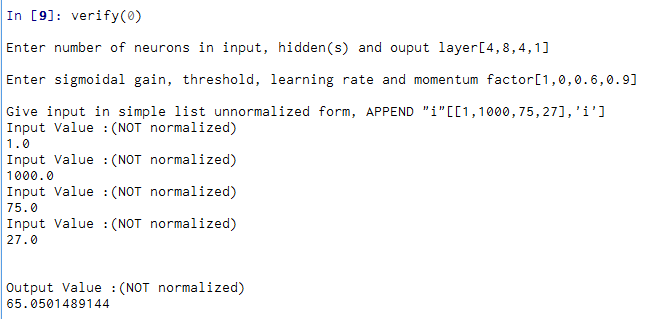 In [9]: verify(0)
Enter number of neurons in input, hidden(s) and ouput layer[4,8,4,1]
Enter sigmoidal gain, threshold, learning rate and momentum factor[1,0,0.6,0.9]
Give input in simple list unnormalized form, APPEND "i"[[1,1000,75,27],'i']
Input Value :(NOT normalized)
1.0
Input Value :(NOT normalized)
1000.0
Input Value :(NOT normalized)
75.0
Input Value :(NOT normalized)
27.0
Output Value :(NOT normalized)
65.0501489144